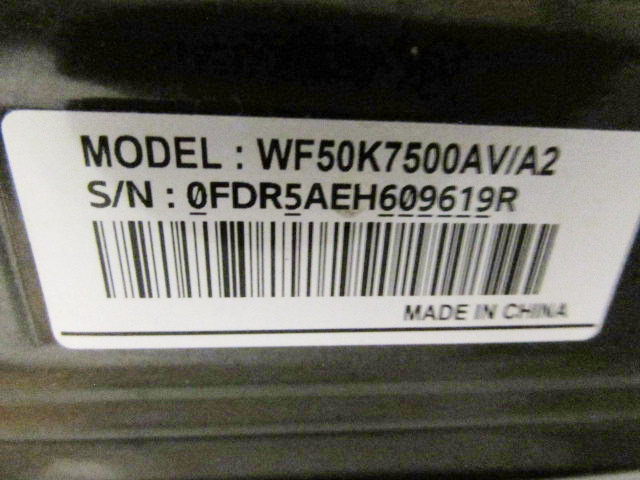 MODEL : WF50K7500AV/A2
S/N : 0FDR5AEH609619R
MADE IN CHINA